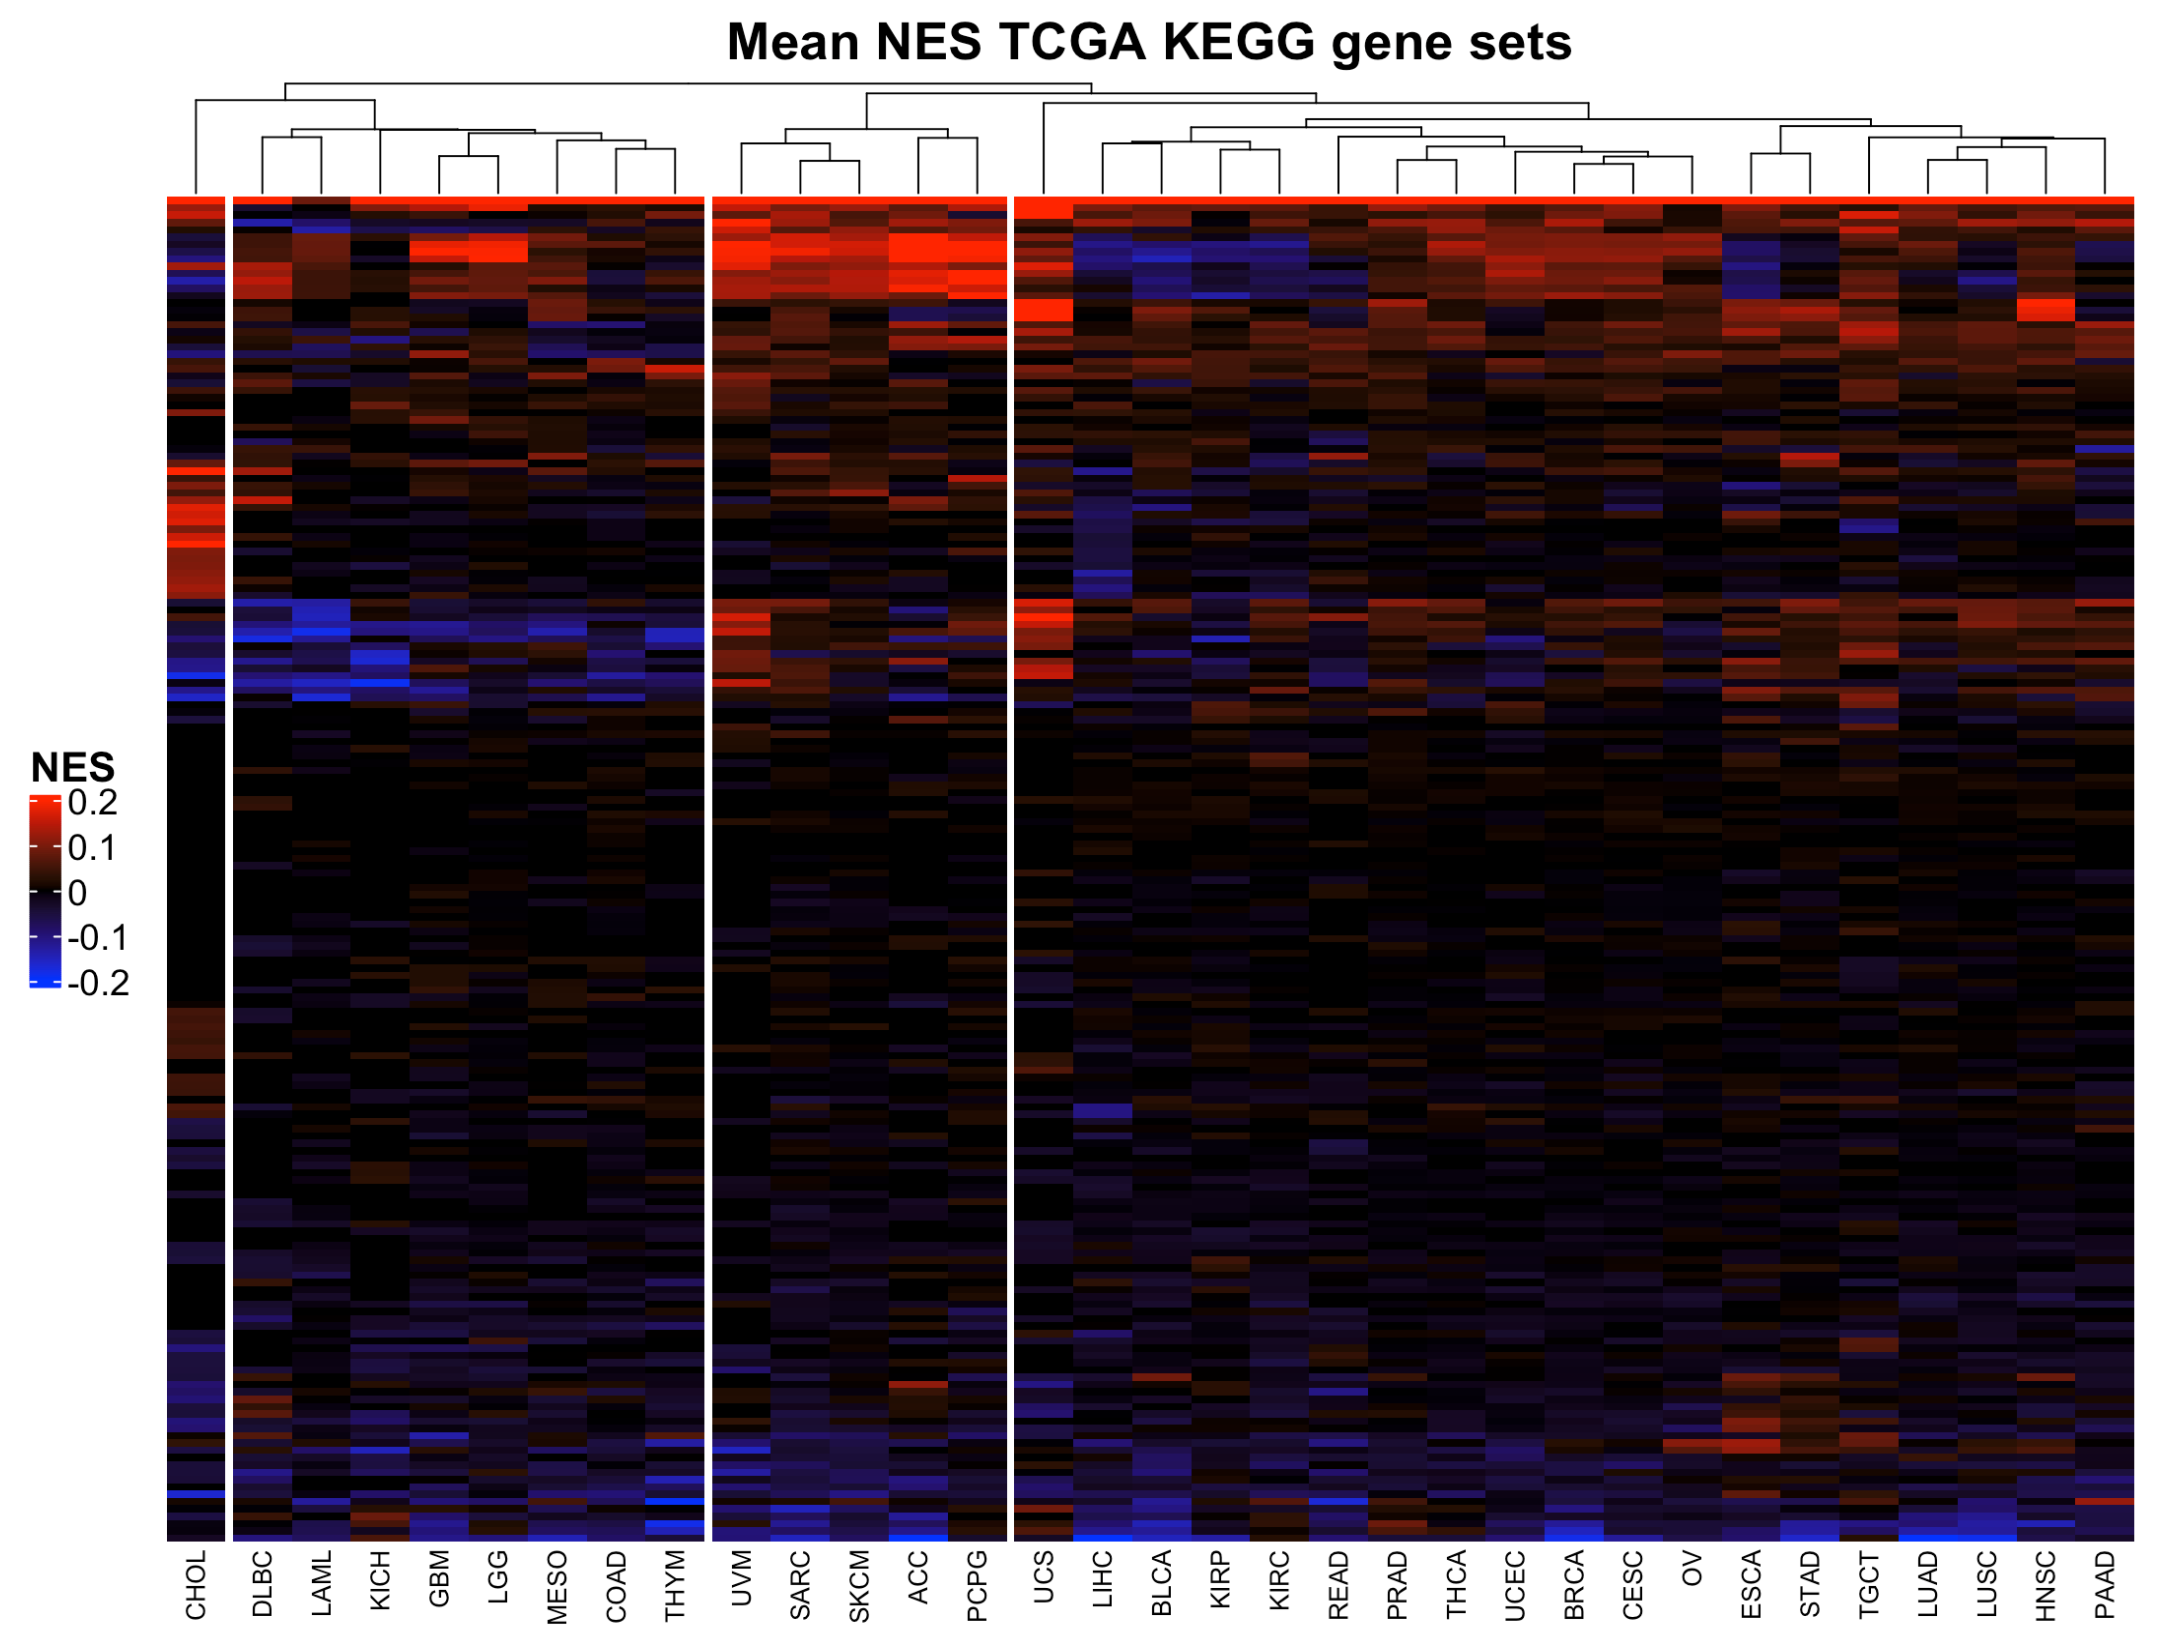 Mean NES TCGA KEGG gene sets
NES
0.2
0.1
0
-0.1
-0.2
CHOL DLBC LAML KICH GBM LGG MESO COAD THYM UVM SARC SKCM ACC PCPG UCS LIHC BLCA KIRP KIRC READ PRAD THCA UCEC BRCA CESC OV ESCA STAD TGCT LUAD LUSC HNSC PAAD